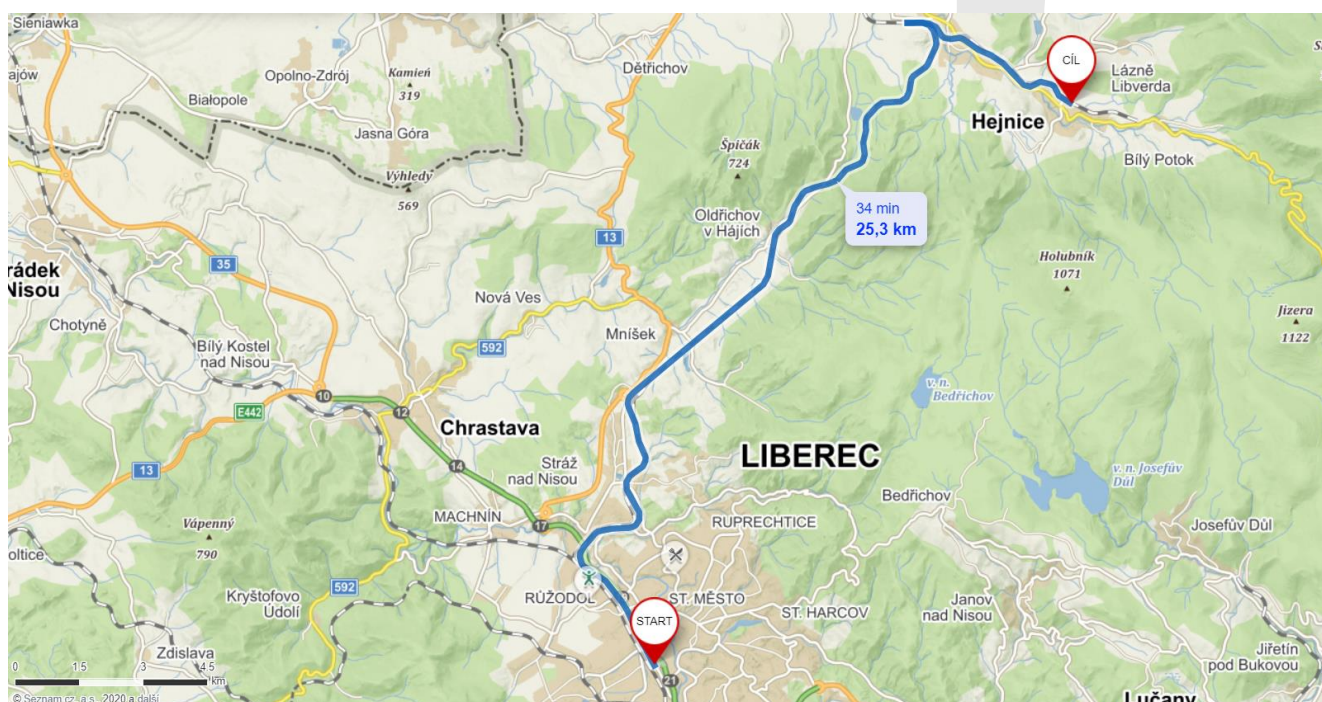 Sieniawka
Opolno-Zdrój
Kamień
319
Dětřichov
CÍL
Lázně
Libverda
Białopole
Jasna Góra
Hejnice
Špičák
724
Bílý Potok
Výhledy
569
34 min
25,3 km
Oldřichov
v Hájích
13
35
Holubník
1071
Nisou
Nová Ves
Jizera
1122
Chotyně
Mníšek
Bílý Kostel
nad Nisou
592
v. n.
Bedřichov
10
12
E442
Chrastava
LIBEREC
13
14
Stráž
nad Nisou
v. n. Josefův
Důl
Bedřichov
MACHNÍN
17
RUPRECHTICE
Josefův Důl
Vápenný
790
Kryštofovo
Údolí
592
RŮŽODOL
ST. MĚSTO
START
ST. HARCOV
Janov
nad Nisou
Zdislava
Jiřetín
pod Bukovou
0 1.5 3 4.5
km
21
Lučany
© Seznam.cz, a.s., 2020 a další